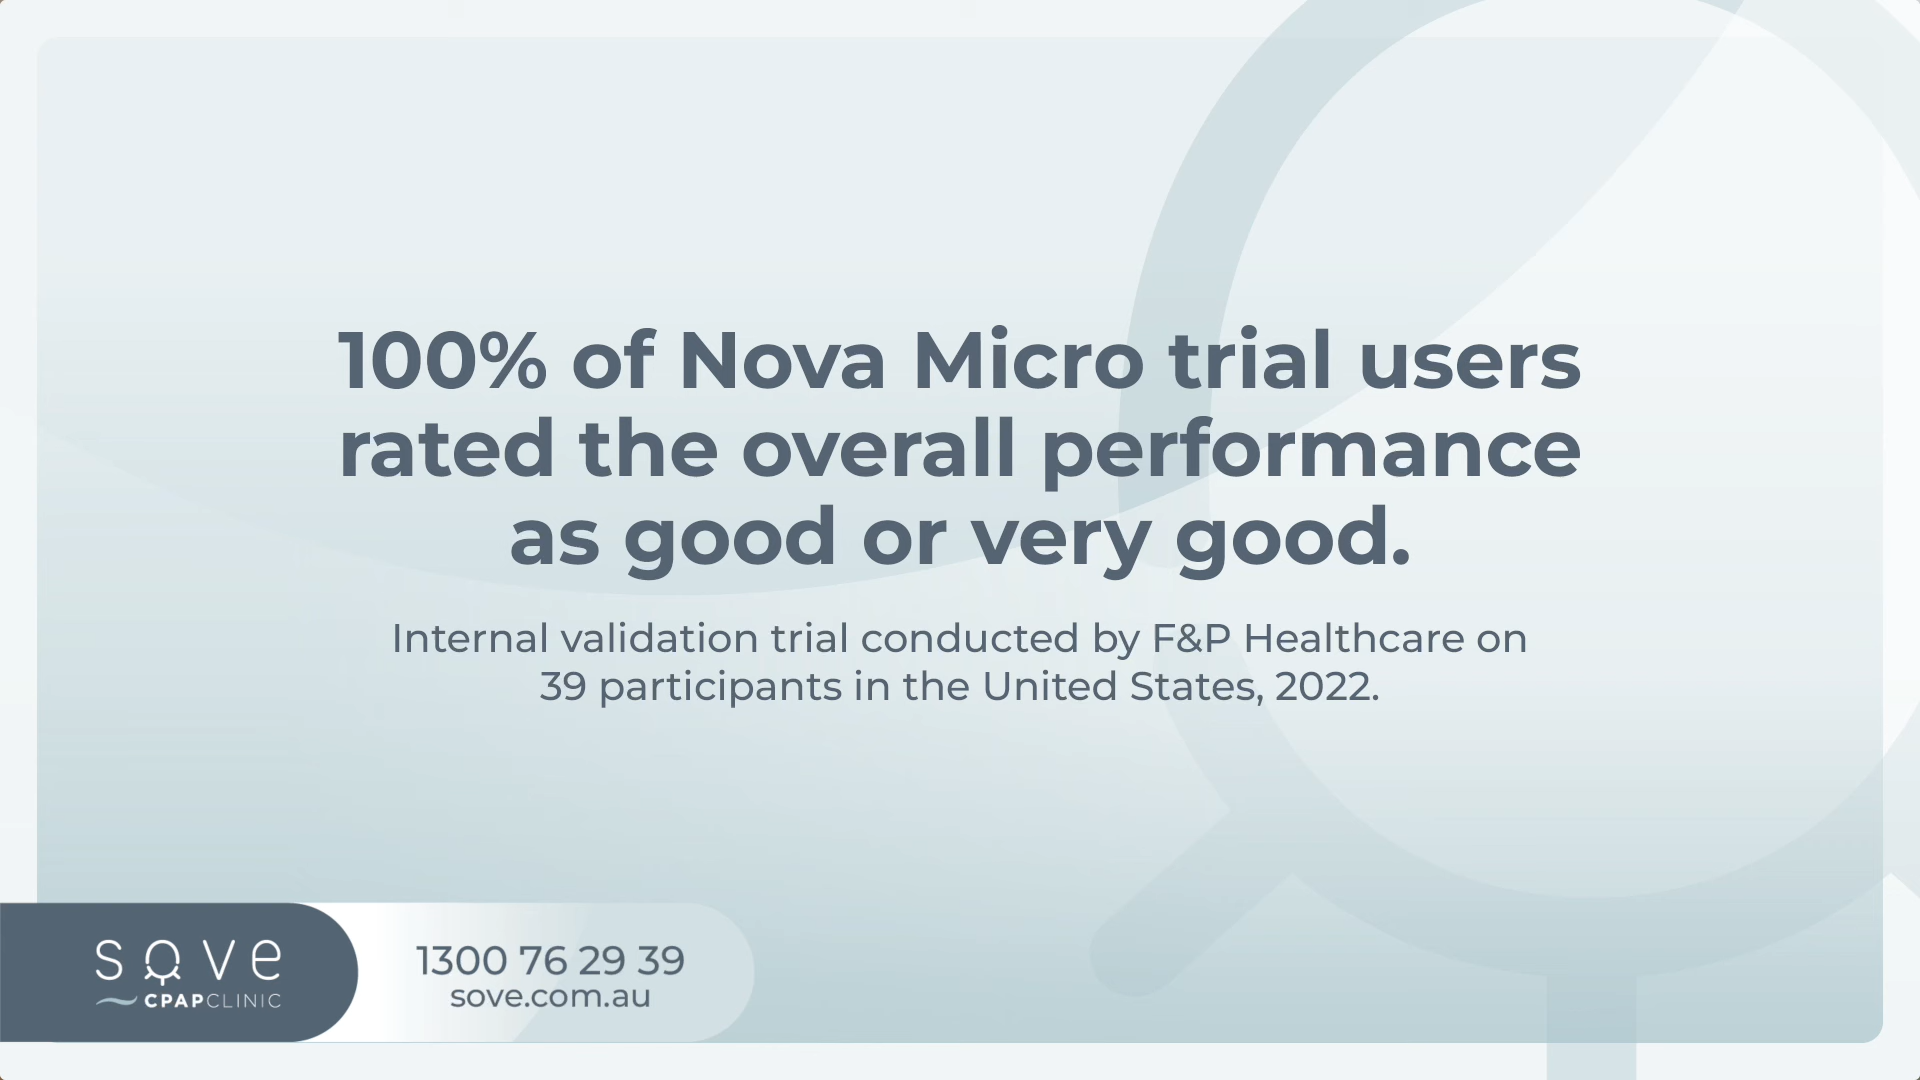 100% of Nova Micro trial users
rated the overall performance
as good or very good.
Internal validation trial conducted by F&P Healthcare on
39 participants in the United States, 2022.
sove
CPAPCLINIC
1300 76 29 39
sove.com.au